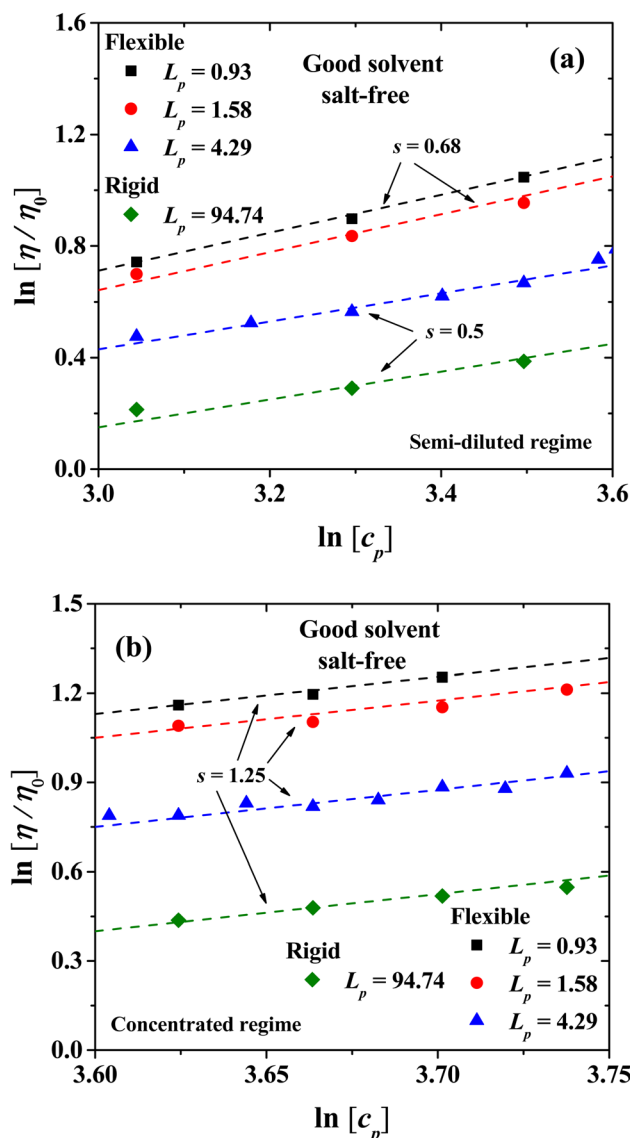 (a)
Flexible
L_p = 0.93
L_p = 1.58
L_p = 4.29
Rigid
L_p = 94.74
Good solvent
salt-free
s = 0.68
s = 0.5
Semi-diluted regime
ln [η / η_0]
1.6
1.2
0.8
0.4
0.0
3.0
3.2
3.4
3.6
ln [c_p]
(b)
Good solvent
salt-free
s = 1.25
Flexible
L_p = 0.93
L_p = 1.58
L_p = 4.29
Rigid
L_p = 94.74
Concentrated regime
ln [η / η_0]
1.5
1.2
0.9
0.6
0.3
0.0
3.60
3.65
3.70
3.75
ln [c_p]